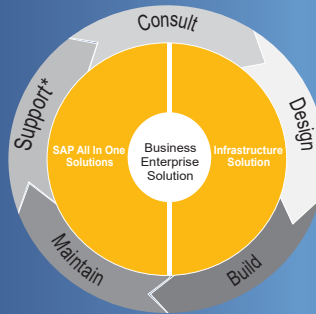 Consult
Design
Build
Maintain
Support*
SAP All In One
Solutions
Business
Enterprise
Solution
Infrastructure
Solution